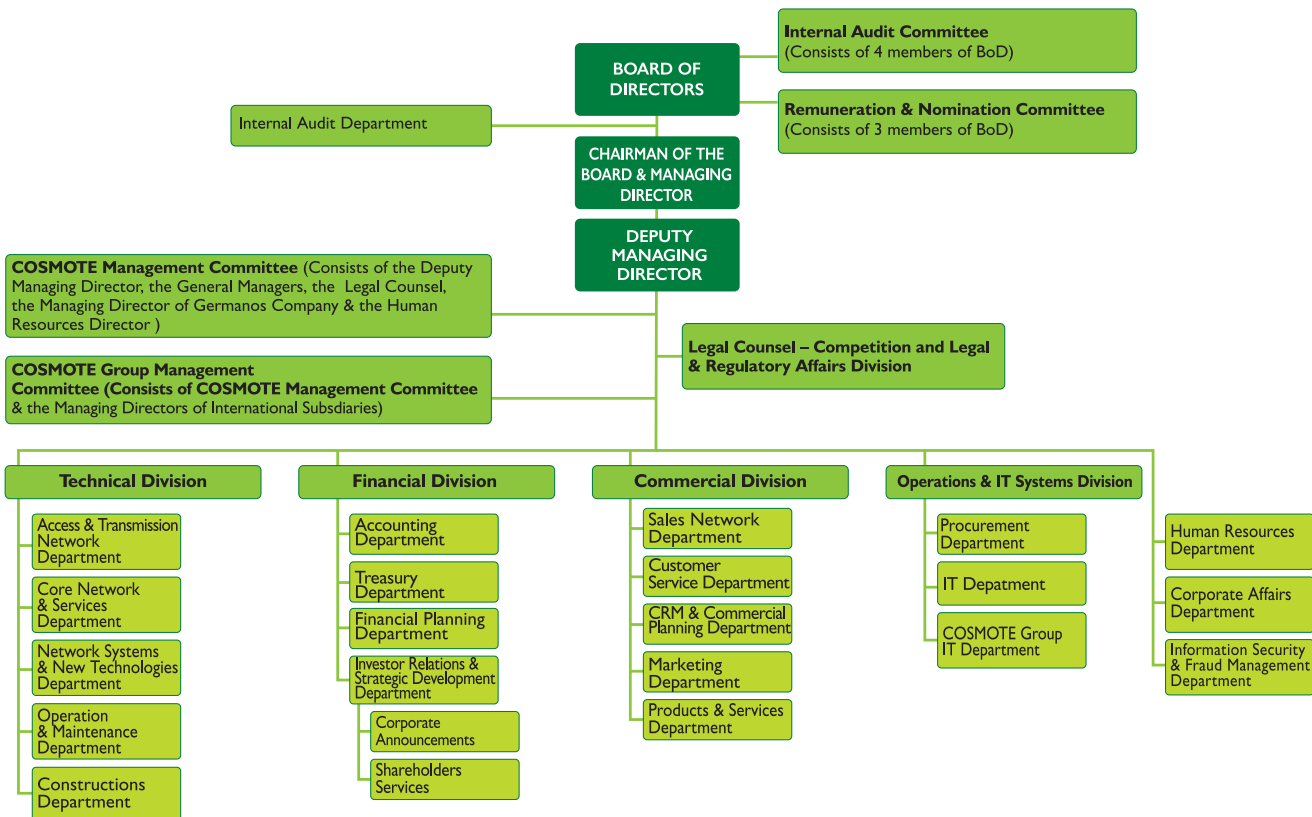 Internal Audit Committee
(Consists of 4 members of BoD)
BOARD OF
DIRECTORS
Remuneration & Nomination Committee
(Consists of 3 members of BoD)
Internal Audit Department
CHAIRMAN OF THE
BOARD & MANAGING
DIRECTOR
DEPUTY
MANAGING
DIRECTOR
COSMOTE Management Committee (Consists of the Deputy
Managing Director, the General Managers, the Legal Counsel,
the Managing Director of Germanos Company & the Human
Resources Director )
Legal Counsel – Competition and Legal
& Regulatory Affairs Division
COSMOTE Group Management
Committee (Consists of COSMOTE Management Committee
& the Managing Directors of International Subsdiaries)
Technical Division
Access & Transmission
Network
Department
Core Network
& Services
Department
Network Systems
& New Technologies
Department
Operation
& Maintenance
Department
Constructions
Department
Financial Division
Accounting
Department
Treasury
Department
Financial Planning
Department
Investor Relations &
Strategic Development
Department
Corporate
Announcements
Shareholders
Services
Commercial Division
Sales Network
Department
Customer
Service Department
CRM & Commercial
Planning Department
Marketing
Department
Products & Services
Department
Operations & IT Systems Division
Procurement
Department
IT Depatment
COSMOTE Group
IT Department
Human Resources
Department
Corporate Affairs
Department
Information Security
& Fraud Management
Department